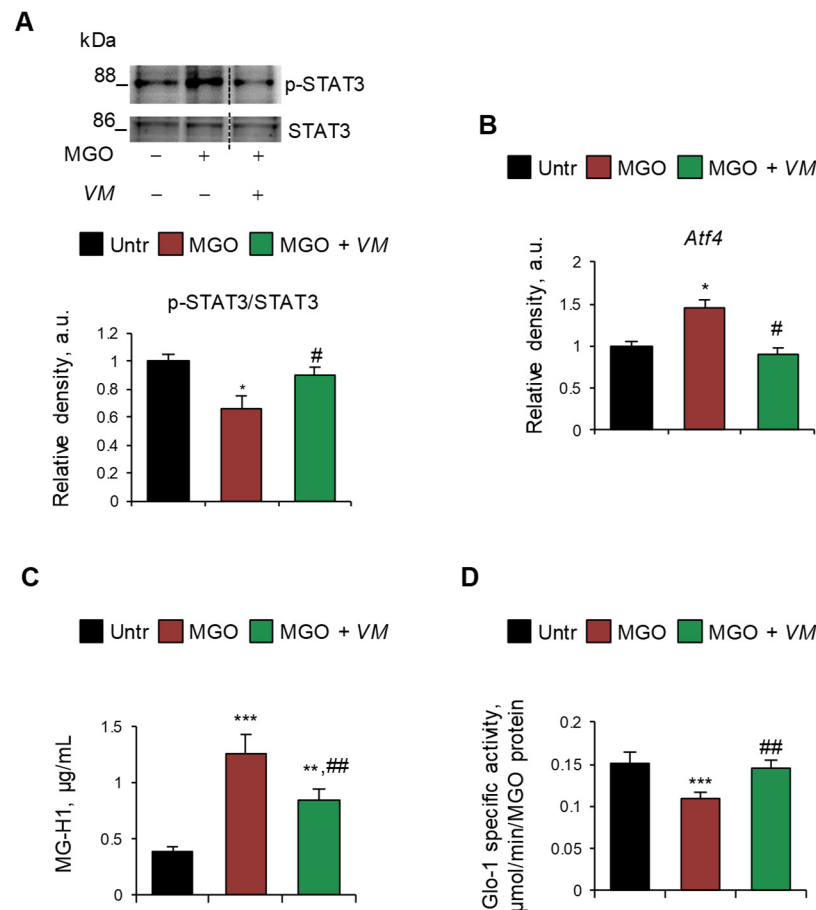 A
kDa
88
p-STAT3
86
STAT3
MGO – + +
VM – – +
Untr MGO MGO + VM
p-STAT3/STAT3
Relative density, a.u.
1.2
1
0.8
0.6
0.4
0.2
0
*
#
B
Untr MGO MGO + VM
Atf4
Relative density, a.u.
2
1.5
1
0.5
0
*
#
C
Untr MGO MGO + VM
MG-H1, µg/mL
1.5
1
0.5
0
***
**,##
D
Untr MGO MGO + VM
Glo-1 specific activity,
µmol/min/MGO protein
0.2
0.15
0.1
0.05
0
***
##